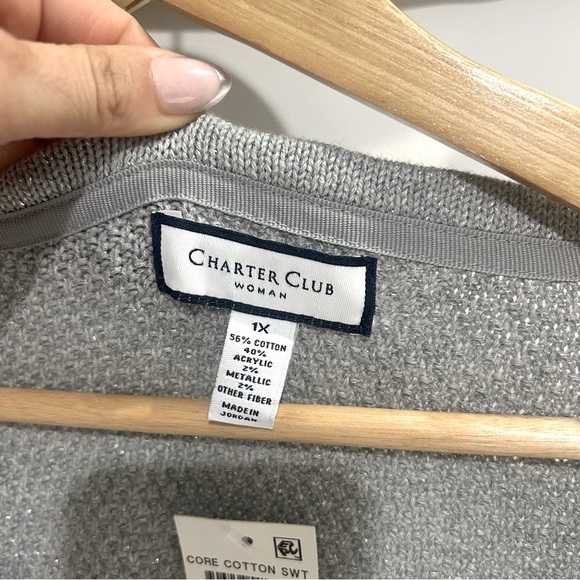 CHARTER CLUB
WOMAN
1X
56% COTTON
40%
ACRYLIC
2%
METALLIC
2%
OTHER FIBER
MADE IN
JORDAN
CORE COTTON SWT